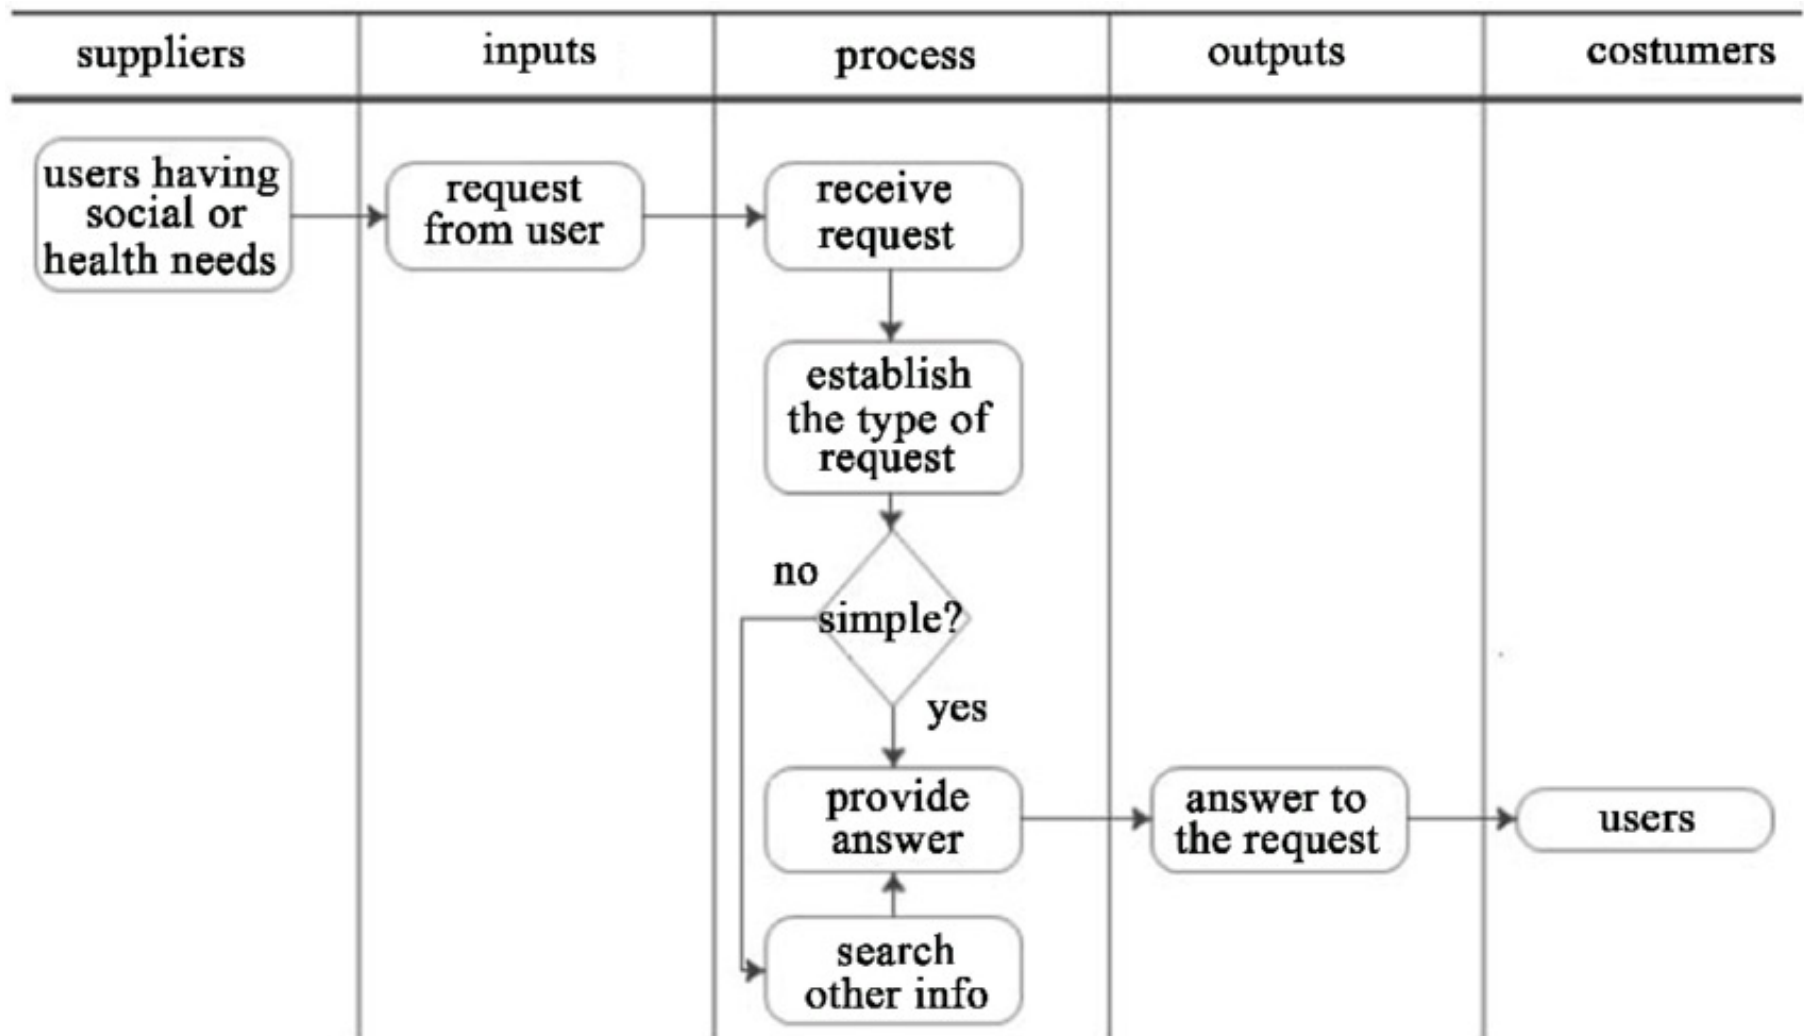 suppliers
inputs
process
outputs
costumers
users having
social or
health needs
request
from user
receive
request
establish
the type of
request
no
simple?
yes
provide
answer
answer to
the request
users
search
other info